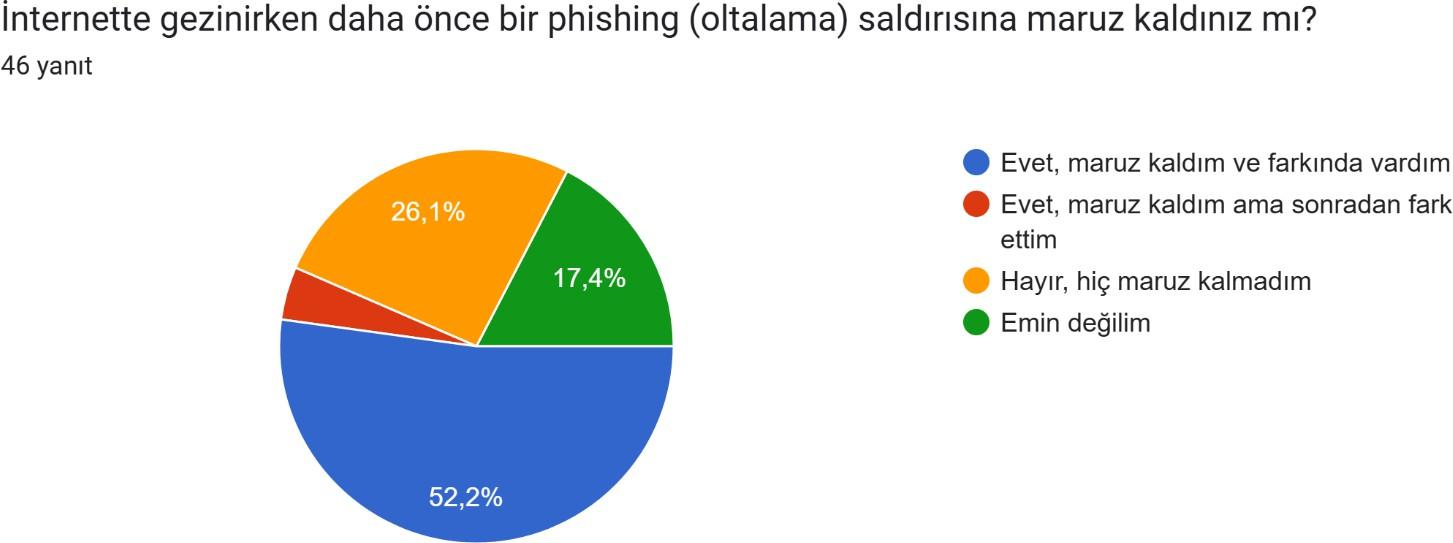 İnternette gezinirken daha önce bir phishing (oltalama) saldırısına maruz kaldınız mı?
46 yanıt
26,1%
17,4%
52,2%
Evet, maruz kaldım ve farkında vardım
Evet, maruz kaldım ama sonradan fark
ettim
Hayır, hiç maruz kalmadım
Emin değilim